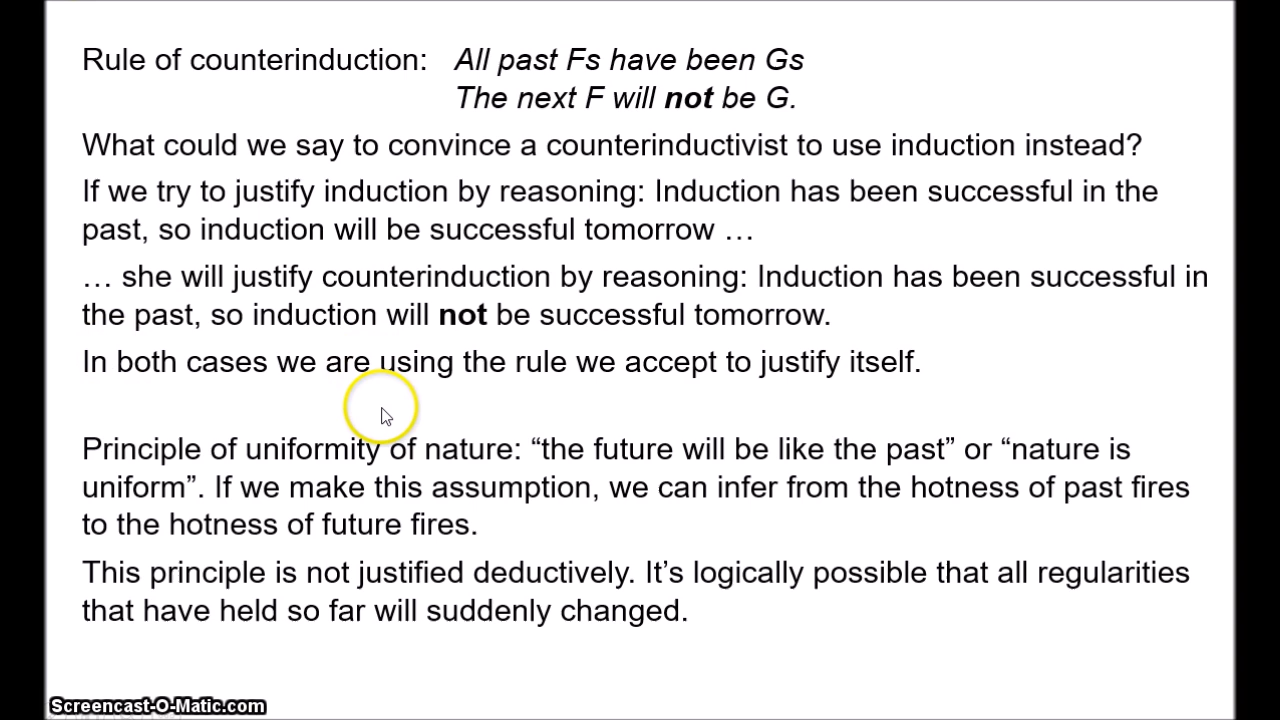 Rule of counterinduction: All past Fs have been Gs
The next F will not be G.
What could we say to convince a counterinductivist to use induction instead?
If we try to justify induction by reasoning: Induction has been successful in the
past, so induction will be successful tomorrow …
… she will justify counterinduction by reasoning: Induction has been successful in
the past, so induction will not be successful tomorrow.
In both cases we are using the rule we accept to justify itself.
Principle of uniformity of nature: “the future will be like the past” or “nature is
uniform”. If we make this assumption, we can infer from the hotness of past fires
to the hotness of future fires.
This principle is not justified deductively. It’s logically possible that all regularities
that have held so far will suddenly changed.
Screencast-O-Matic.com